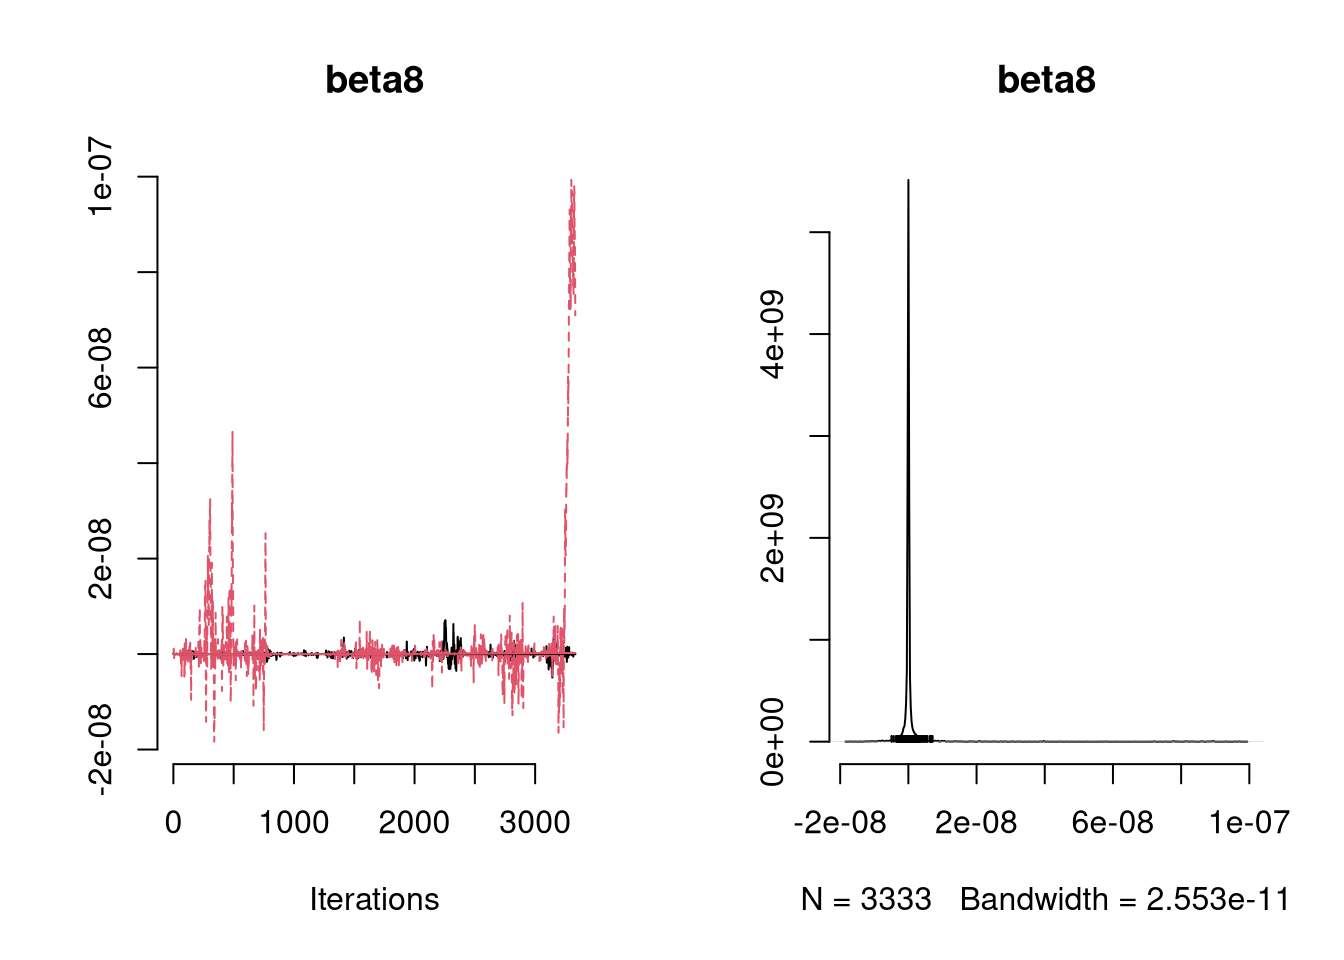 beta8
1e-07
6e-08
2e-08
-2e-08
0 1000 2000 3000
Iterations
beta8
4e+09
2e+09
0e+00
-2e-08 2e-08 6e-08 1e-07
N = 3333 Bandwidth = 2.553e-11